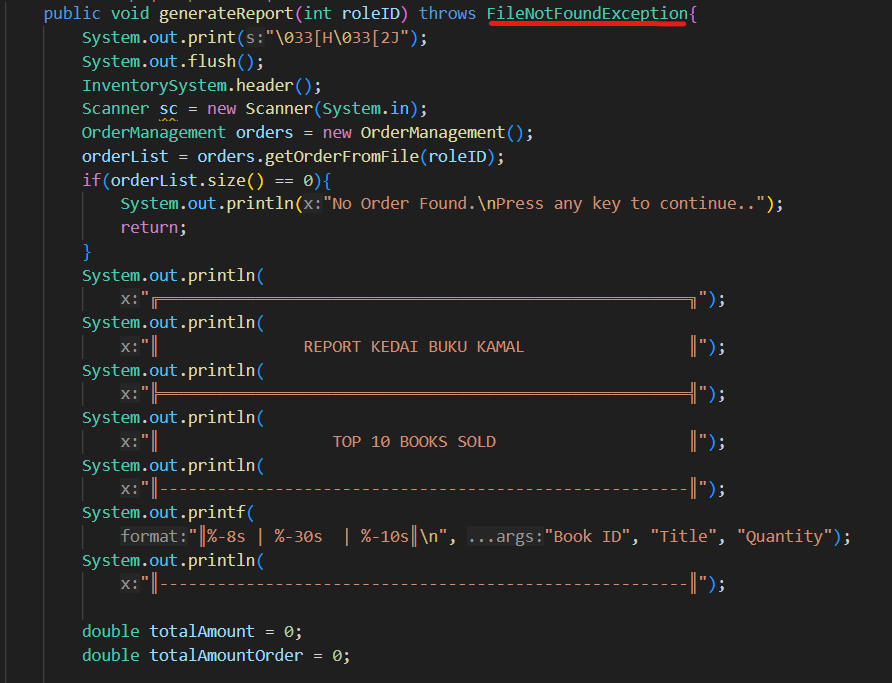 public void generateReport(int roleID) throws FileNotFoundException{
System.out.print(s:"\033[H\033[2J");
System.out.flush();
InventorySystem.header();
Scanner sc = new Scanner(System.in);
OrderManagement orders = new OrderManagement();
orderList = orders.getOrderFromFile(roleID);
if(orderList.size() == 0){
System.out.println(x:"No Order Found.\nPress any key to continue..");
return;
}
System.out.println(
x:"╔═══════════════════════════════════════════════════════╗");
System.out.println(
x:"║               REPORT KEDAI BUKU KAMAL                 ║");
System.out.println(
x:"╠═══════════════════════════════════════════════════════╣");
System.out.println(
x:"║                  TOP 10 BOOKS SOLD                    ║");
System.out.println(
x:"║-------------------------------------------------------║");
System.out.printf(
format:"║%-8s | %-30s  | %-10s║\n", ...args:"Book ID", "Title", "Quantity");
System.out.println(
x:"║-------------------------------------------------------║");
double totalAmount = 0;
double totalAmountOrder = 0;